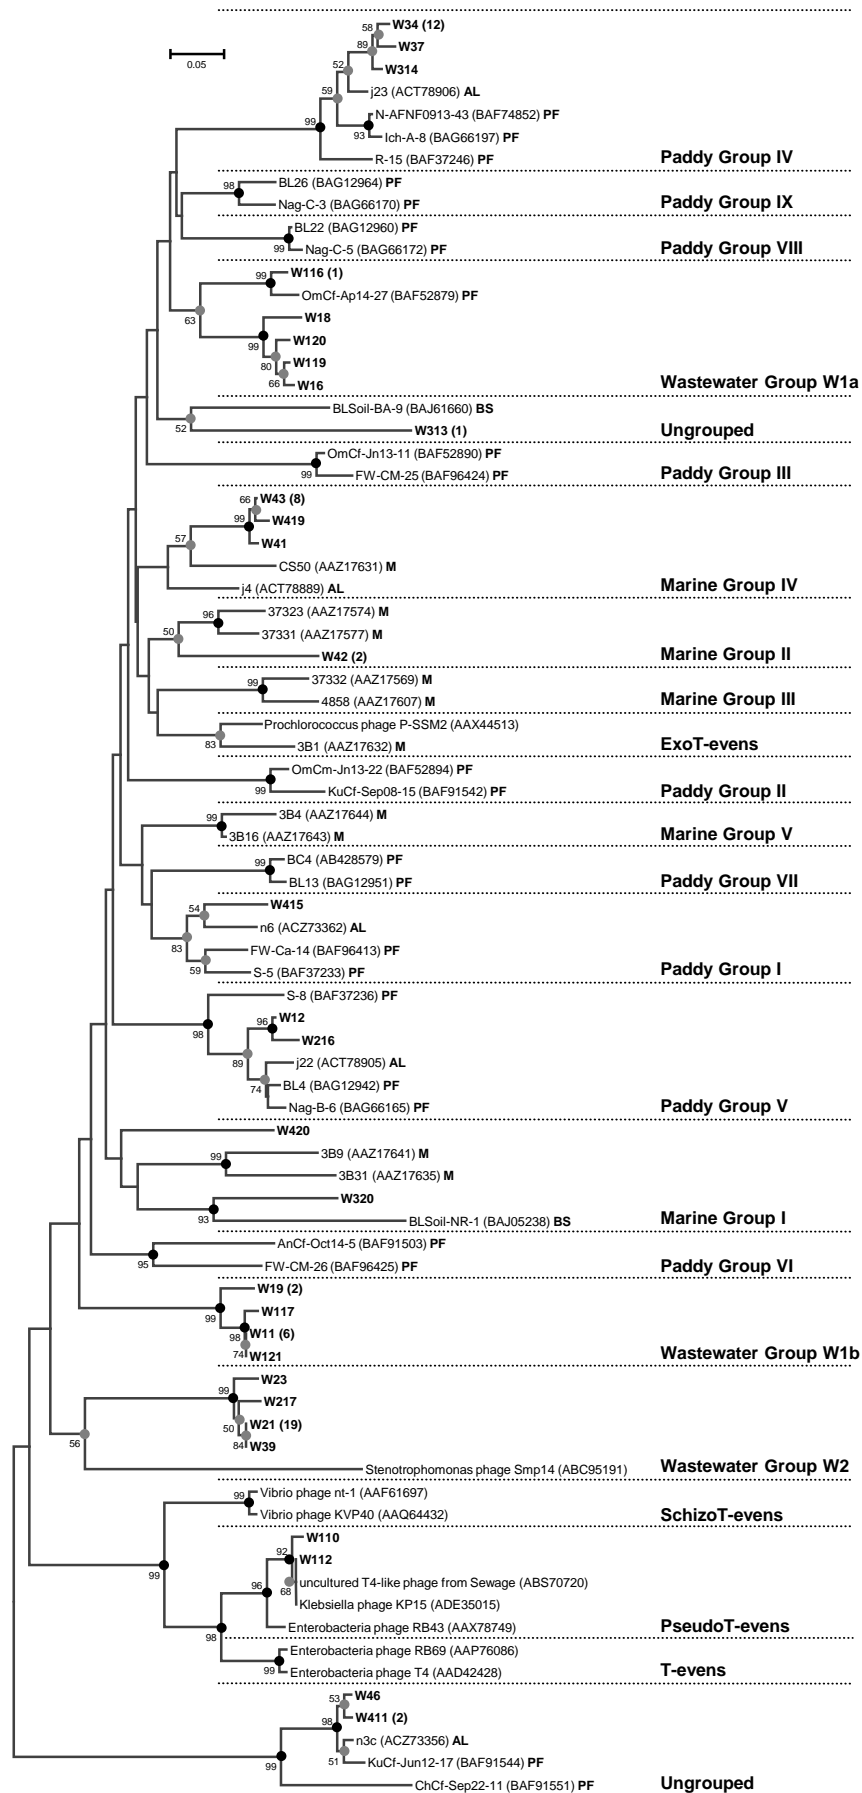 W34 (12)
58
W37
89
0.05
W314
52
j23 (ACT78906) AL
59
N-AFNF0913-43 (BAF74852) PF
99
93
Ich-A-8 (BAG66197) PF
R-15 (BAF37246) PF
Paddy Group IV
98
BL26 (BAG12964) PF
Nag-C-3 (BAG66170) PF
Paddy Group IX
BL22 (BAG12960) PF
99
Nag-C-5 (BAG66172) PF
Paddy Group VIII
99
W116 (1)
OmCf-Ap14-27 (BAF52879) PF
63
W18
99
W120
80
W119
66
W16
Wastewater Group W1a
BLSoil-BA-9 (BAJ61660) BS
52
W313 (1)
Ungrouped
OmCf-Jn13-11 (BAF52890) PF
99
FW-CM-25 (BAF96424) PF
Paddy Group III
66
W43 (8)
99
W419
57
W41
CS50 (AAZ17631) M
j4 (ACT78889) AL
Marine Group IV
96
37323 (AAZ17574) M
50
37331 (AAZ17577) M
W42 (2)
Marine Group II
99
37332 (AAZ17569) M
4858 (AAZ17607) M
Marine Group III
Prochlorococcus phage P-SSM2 (AAX44513)
83
3B1 (AAZ17632) M
ExoT-evens
OmCm-Jn13-22 (BAF52894) PF
99
KuCf-Sep08-15 (BAF91542) PF
Paddy Group II
99
3B4 (AAZ17644) M
3B16 (AAZ17643) M
Marine Group V
99
BC4 (AB428579) PF
BL13 (BAG12951) PF
Paddy Group VII
54
W415
n6 (ACZ73362) AL
83
FW-Ca-14 (BAF96413) PF
59
S-5 (BAF37233) PF
Paddy Group I
S-8 (BAF37236) PF
96
W12
98
W216
89
j22 (ACT78905) AL
74
BL4 (BAG12942) PF
Nag-B-6 (BAG66165) PF
Paddy Group V
W420
99
3B9 (AAZ17641) M
3B31 (AAZ17635) M
W320
93
BLSoil-NR-1 (BAJ05238) BS
Marine Group I
AnCf-Oct14-5 (BAF91503) PF
95
FW-CM-26 (BAF96425) PF
Paddy Group VI
W19 (2)
99
W117
98
W11 (6)
74
W121
Wastewater Group W1b
W23
99
W217
50
W21 (19)
84
W39
56
Stenotrophomonas phage Smp14 (ABC95191)
Wastewater Group W2
99
Vibrio phage nt-1 (AAF61697)
Vibrio phage KVP40 (AAQ64432)
SchizoT-evens
W110
92
W112
99
96
68
uncultured T4-like phage from Sewage (ABS70720)
Klebsiella phage KP15 (ADE35015)
98
Enterobacteria phage RB43 (AAX78749)
PseudoT-evens
Enterobacteria phage RB69 (AAP76086)
99
Enterobacteria phage T4 (AAD42428)
T-evens
53
W46
98
W411 (2)
n3c (ACZ73356) AL
99
51
KuCf-Jun12-17 (BAF91544) PF
ChCf-Sep22-11 (BAF91551) PF
Ungrouped